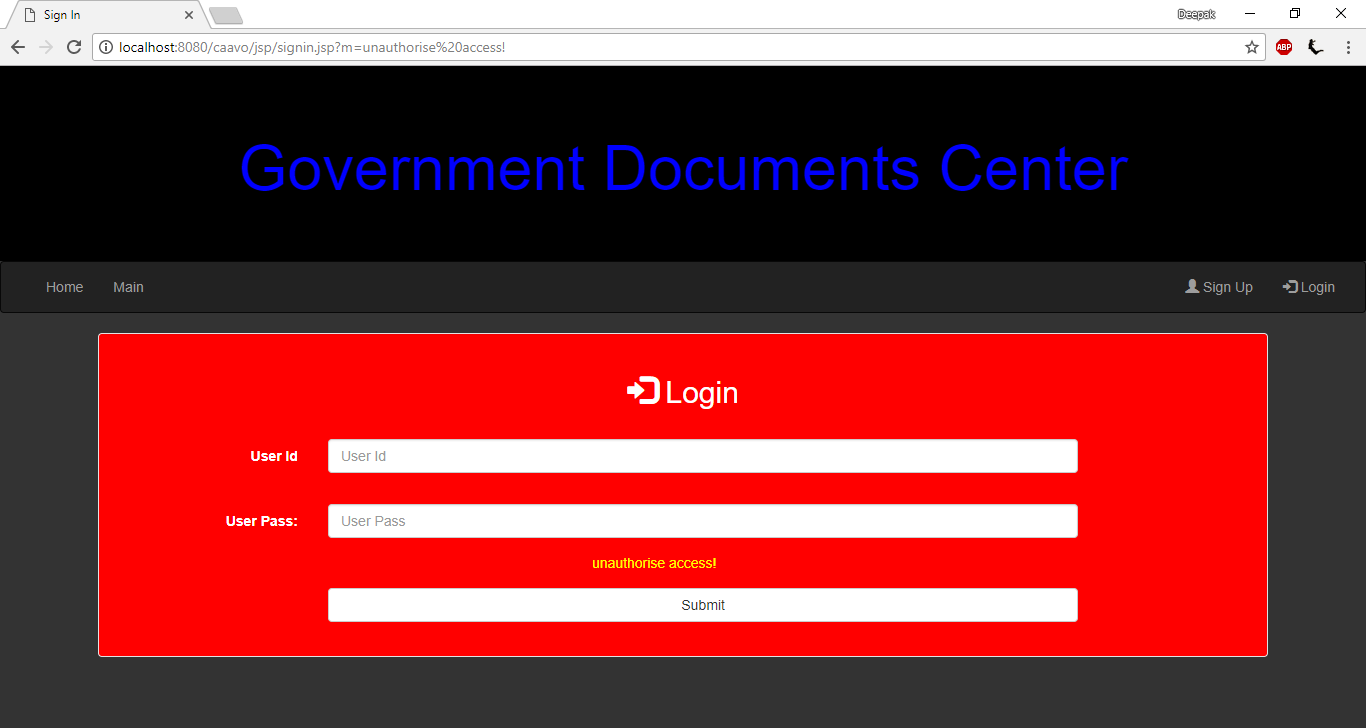 Sign In
Deepak
localhost:8080/caavo/jsp/signin.jsp?m=unauthorise%20access!
ABP
Government Documents Center
Home Main Sign Up Login
Login
User Id User Id
User Pass: User Pass
unauthorise access!
Submit